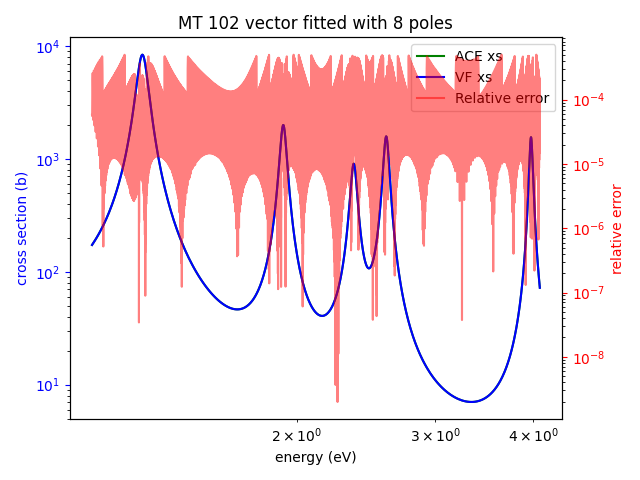 MT 102 vector fitted with 8 poles
ACE xs
VF xs
Relative error
cross section (b)
10^4
10^3
10^2
10^1
10^−4
10^−5
10^−6
10^−7
10^−8
relative error
2 × 10^0
3 × 10^0
4 × 10^0
energy (eV)